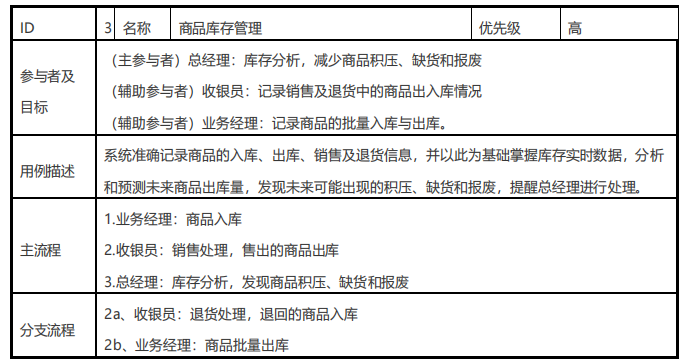 ID 3 名称 商品库存管理 优先级 高
参与者及
目标
（主参与者）总经理：库存分析，减少商品积压、缺货和报废
（辅助参与者）收银员：记录销售及退货中的商品出入库情况
（辅助参与者）业务经理：记录商品的批量入库与出库。
用例描述
系统准确记录商品的入库、出库、销售及退货信息，并以此为基础掌握库存实时数据，分析
和预测未来商品出库量，发现未来可能出现的积压、缺货和报废，提醒总经理进行处理。
主流程
1.业务经理：商品入库
2.收银员：销售处理，售出的商品出库
3.总经理：库存分析，发现商品积压、缺货和报废
分支流程
2a、收银员：退货处理，退回的商品入库
2b、业务经理：商品批量出库